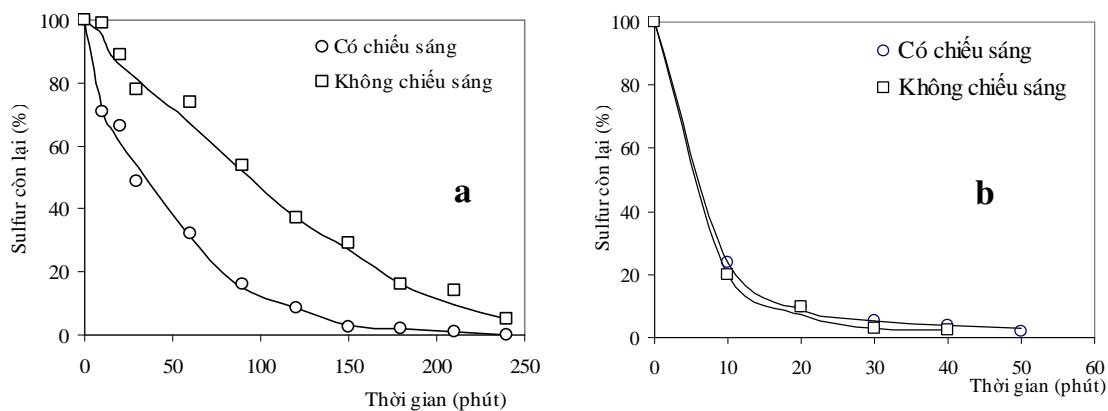 100
80
60
40
20
0
Sulfur còn lại (%)
Có chiếu sáng
Không chiếu sáng
a
0 50 100 150 200 250
Thời gian (phút)
100
80
60
40
20
0
Sulfur còn lại (%)
Có chiếu sáng
Không chiếu sáng
b
0 10 20 30 40 50 60
Thời gian (phút)